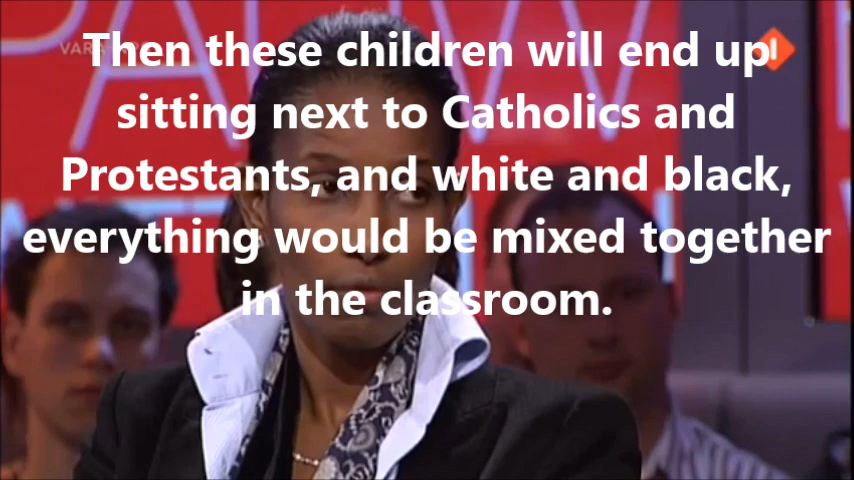 Then these children will end up
sitting next to Catholics and
Protestants, and white and black,
everything would be mixed together
in the classroom.
VARA